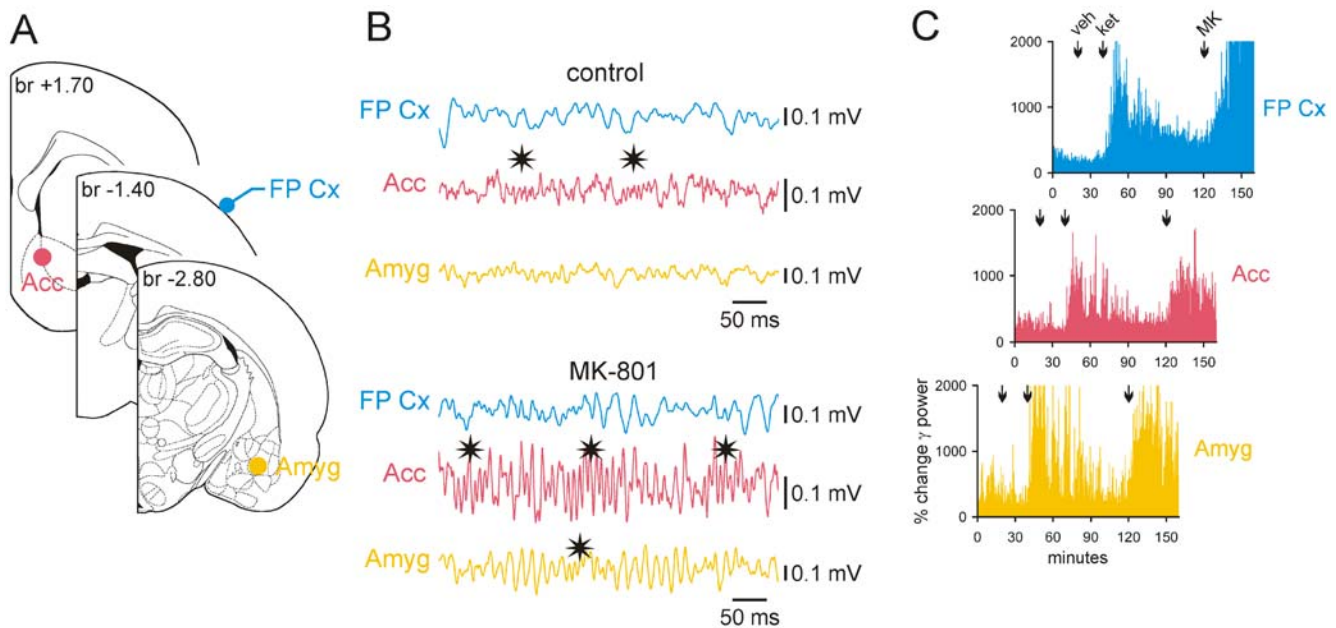 A
br +1.70
br -1.40
FP Cx
Acc
br -2.80
Amyg
B
control
FP Cx
0.1 mV
Acc
0.1 mV
Amyg
0.1 mV
50 ms
MK-801
FP Cx
0.1 mV
Acc
0.1 mV
Amyg
0.1 mV
50 ms
C
veh
ket
MK
2000
1000
0
0 30 60 90 120 150
FP Cx
2000
1000
0
0 30 60 90 120 150
Acc
2000
1000
0
0 30 60 90 120 150
Amyg
% change γ power
minutes